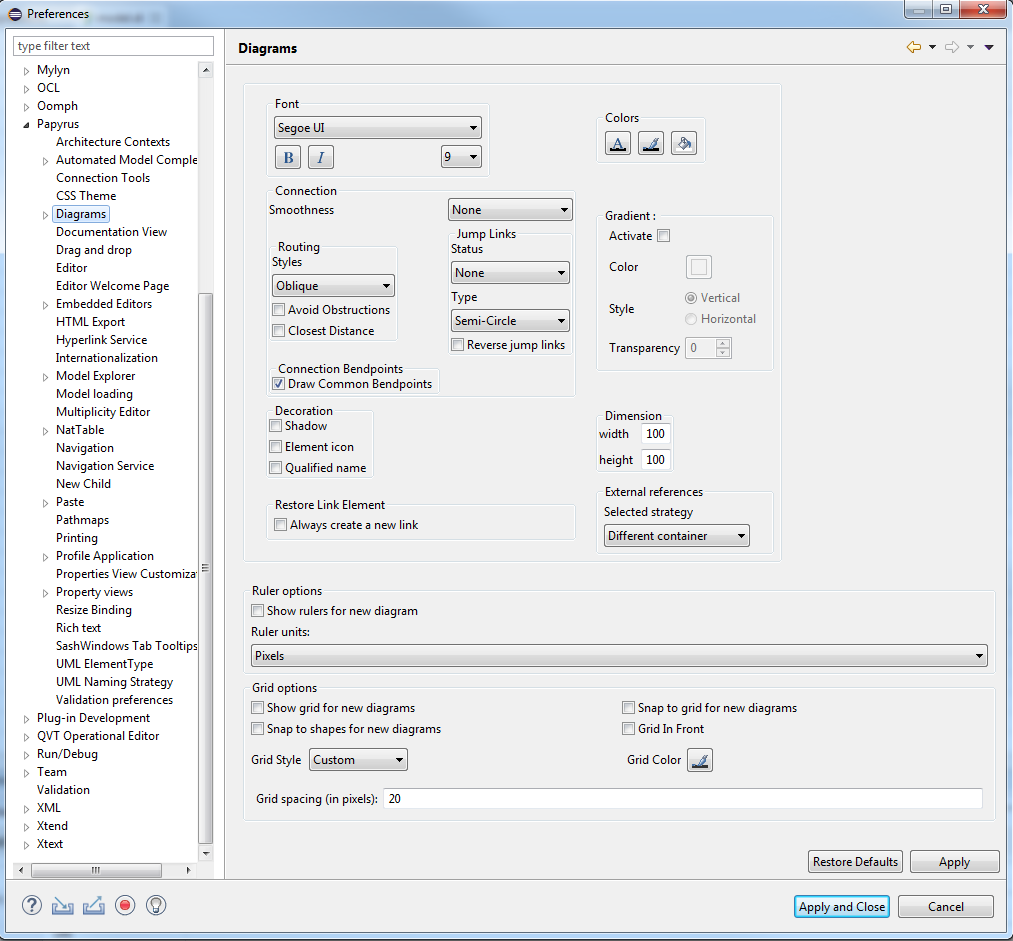 Preferences
type filter text
Mylyn
OCL
Oomph
Papyrus
Architecture Contexts
Automated Model Comple
Connection Tools
CSS Theme
Diagrams
Documentation View
Drag and drop
Editor
Editor Welcome Page
Embedded Editors
HTML Export
Hyperlink Service
Internationalization
Model Explorer
Model loading
Multiplicity Editor
NatTable
Navigation
Navigation Service
New Child
Paste
Pathmaps
Printing
Profile Application
Properties View Customiza
Property views
Resize Binding
Rich text
SashWindows Tab Tooltips
UML ElementType
UML Naming Strategy
Validation preferences
Plug-in Development
QVT Operational Editor
Run/Debug
Team
Validation
XML
Xtend
Xtext
Diagrams
Font
Segoe UI
B I 9
Colors
A
Connection
Smoothness None
Routing
Styles
Oblique
Avoid Obstructions
Closest Distance
Jump Links
Status
None
Type
Semi-Circle
Reverse jump links
Connection Bendpoints
Draw Common Bendpoints
Gradient :
Activate
Color
Style Vertical
Horizontal
Transparency 0
Decoration
Shadow
Element icon
Qualified name
Dimension
width 100
height 100
Restore Link Element
Always create a new link
External references
Selected strategy
Different container
Ruler options
Show rulers for new diagram
Ruler units:
Pixels
Grid options
Show grid for new diagrams Snap to grid for new diagrams
Snap to shapes for new diagrams Grid In Front
Grid Style Custom Grid Color
Grid spacing (in pixels): 20
Restore Defaults Apply
? Apply and Close Cancel